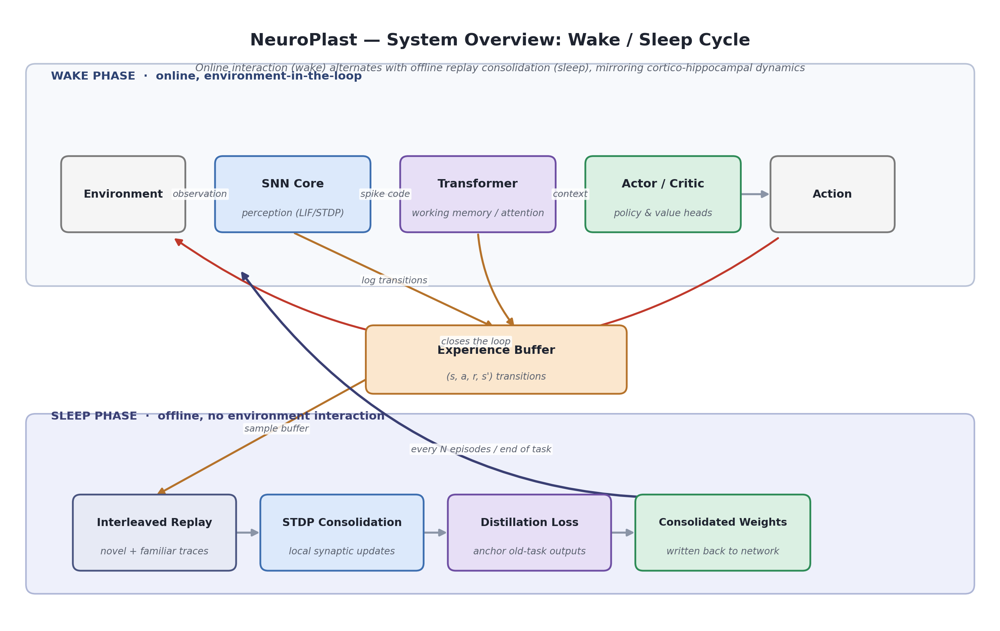 NeuroPlast — System Overview: Wake / Sleep Cycle
Online interaction (wake) alternates with offline replay consolidation (sleep), mirroring cortico-hippocampal dynamics
WAKE PHASE · online, environment-in-the-loop
Environment
observation
SNN Core
perception (LIF/STDP)
spike code
Transformer
working memory / attention
context
Actor / Critic
policy & value heads
Action
log transitions
closes the loop
Experience Buffer
(s, a, r, s') transitions
SLEEP PHASE · offline, no environment interaction
sample buffer
every N episodes / end of task
Interleaved Replay
novel + familiar traces
STDP Consolidation
local synaptic updates
Distillation Loss
anchor old-task outputs
Consolidated Weights
written back to network